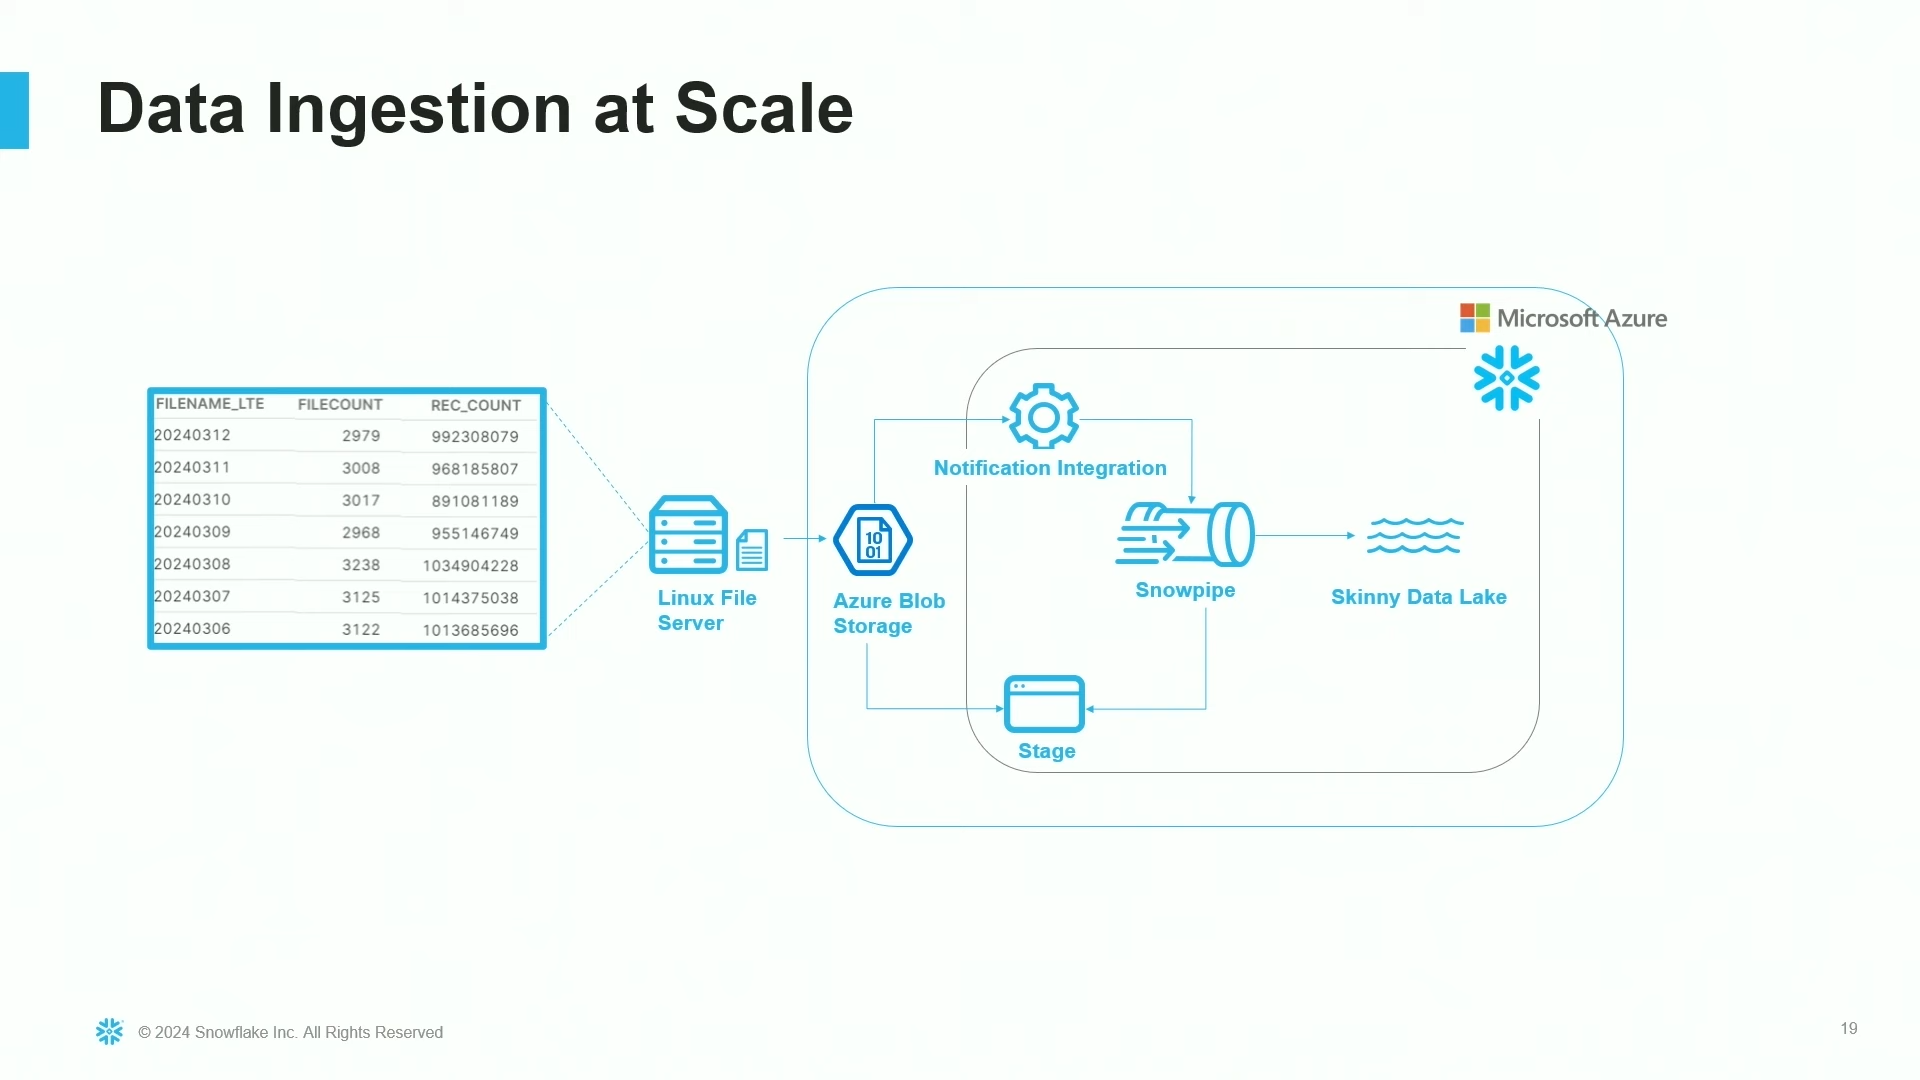 Data Ingestion at Scale
Microsoft Azure
FILENAME_LTE FILECOUNT REC_COUNT
20240312 2979 992308079
20240311 3008 968185807
20240310 3017 891081189
20240309 2968 955146749
20240308 3238 1034904228
20240307 3125 1014375038
20240306 3122 1013685696
Linux File
Server
10
01
Azure Blob
Storage
Notification Integration
Snowpipe
Skinny Data Lake
Stage
© 2024 Snowflake Inc. All Rights Reserved
19